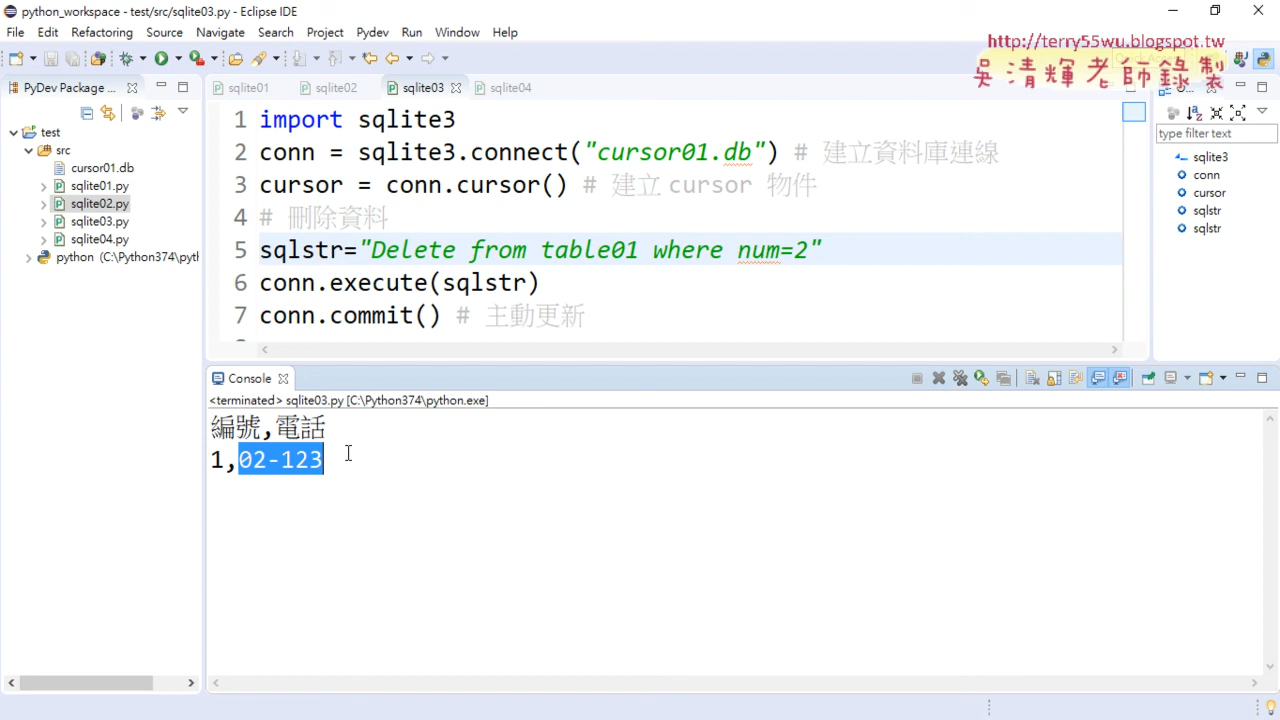 python_workspace - test/src/sqlite03.py - Eclipse IDE
File Edit Refactoring Source Navigate Search Project Pydev Run Window Help
http://terry55wu.blogspot.tw
吳清輝老師錄製
PyDev Package ...
sqlite01
sqlite02
sqlite03
sqlite04
test
src
cursor01.db
sqlite01.py
sqlite02.py
sqlite03.py
sqlite04.py
python (C:\Python374\pyth
1 import sqlite3
2 conn = sqlite3.connect("cursor01.db") # 建立資料庫連線
3 cursor = conn.cursor() # 建立 cursor 物件
4 # 刪除資料
5 sqlstr="Delete from table01 where num=2"
6 conn.execute(sqlstr)
7 conn.commit() # 主動更新
type filter text
sqlite3
conn
cursor
sqlstr
sqlstr
Console
<terminated> sqlite03.py [C:\Python374\python.exe]
編號,電話
1,02-123